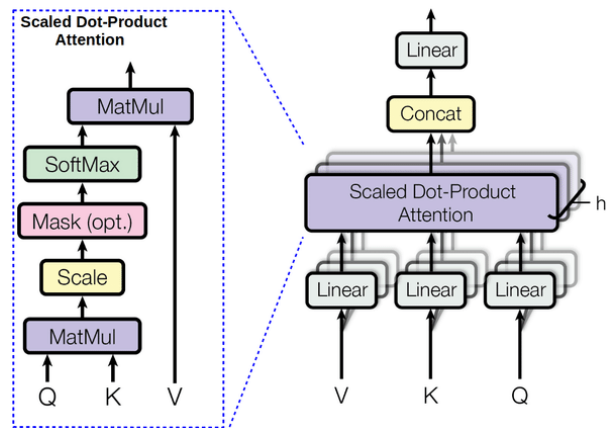 Scaled Dot-Product
Attention
MatMul
SoftMax
Mask (opt.)
Scale
MatMul
Q K V
Linear
Concat
Scaled Dot-Product
Attention
h
Linear Linear Linear
V K Q